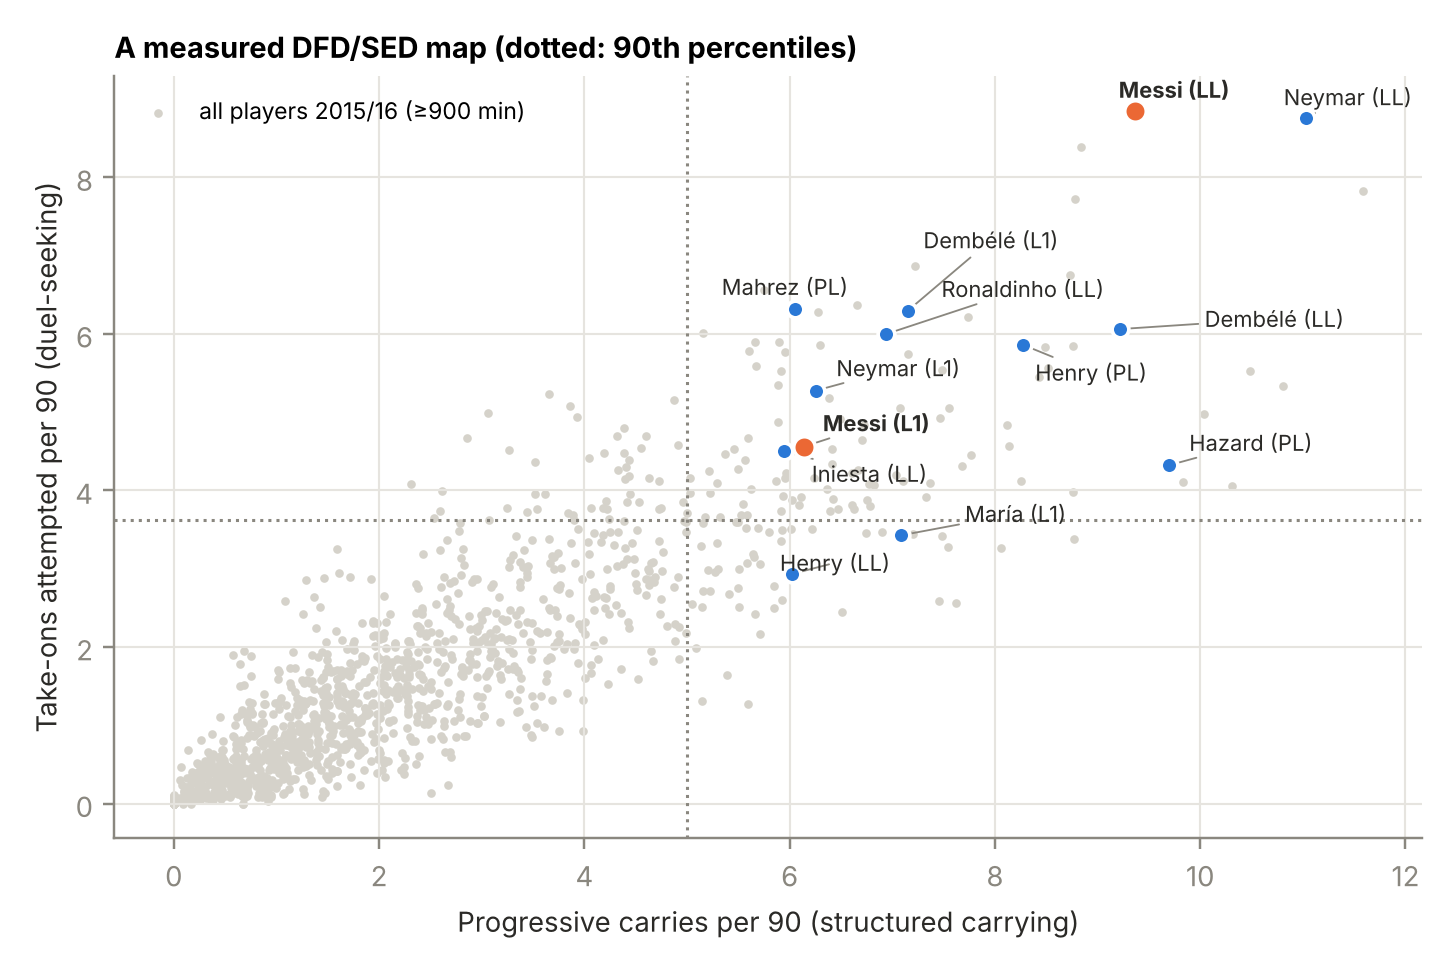 A measured DFD/SED map (dotted: 90th percentiles)
all players 2015/16 (≥900 min)
Messi (LL)
Neymar (LL)
Dembélé (L1)
Mahrez (PL)
Ronaldinho (LL)
Dembélé (LL)
Neymar (L1)
Henry (PL)
Messi (L1)
Hazard (PL)
Iniesta (LL)
María (L1)
Henry (LL)
Take-ons attempted per 90 (duel-seeking)
8
6
4
2
0
0 2 4 6 8 10 12
Progressive carries per 90 (structured carrying)